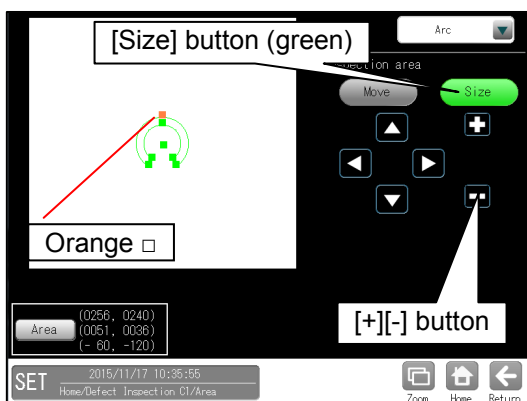 [Size] button (green)
Arc
pection area
Move
Size
Orange □
[+][-] button
Area
(0256, 0240)
(0051, 0036)
(- 60, -120)
SET
2015/11/17 10:35:55
Home/Defect Inspection C1/Area
Zoom
Home
Return